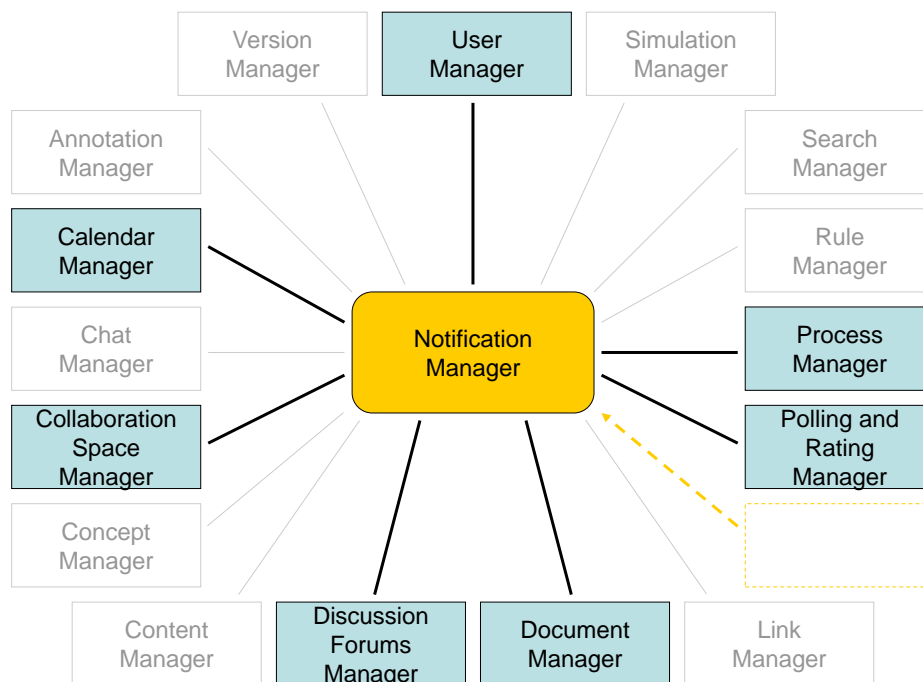 Version
Manager
User
Manager
Simulation
Manager
Annotation
Manager
Search
Manager
Calendar
Manager
Rule
Manager
Chat
Manager
Notification
Manager
Process
Manager
Collaboration
Space
Manager
Polling and
Rating
Manager
Concept
Manager
Content
Manager
Discussion
Forums
Manager
Document
Manager
Link
Manager